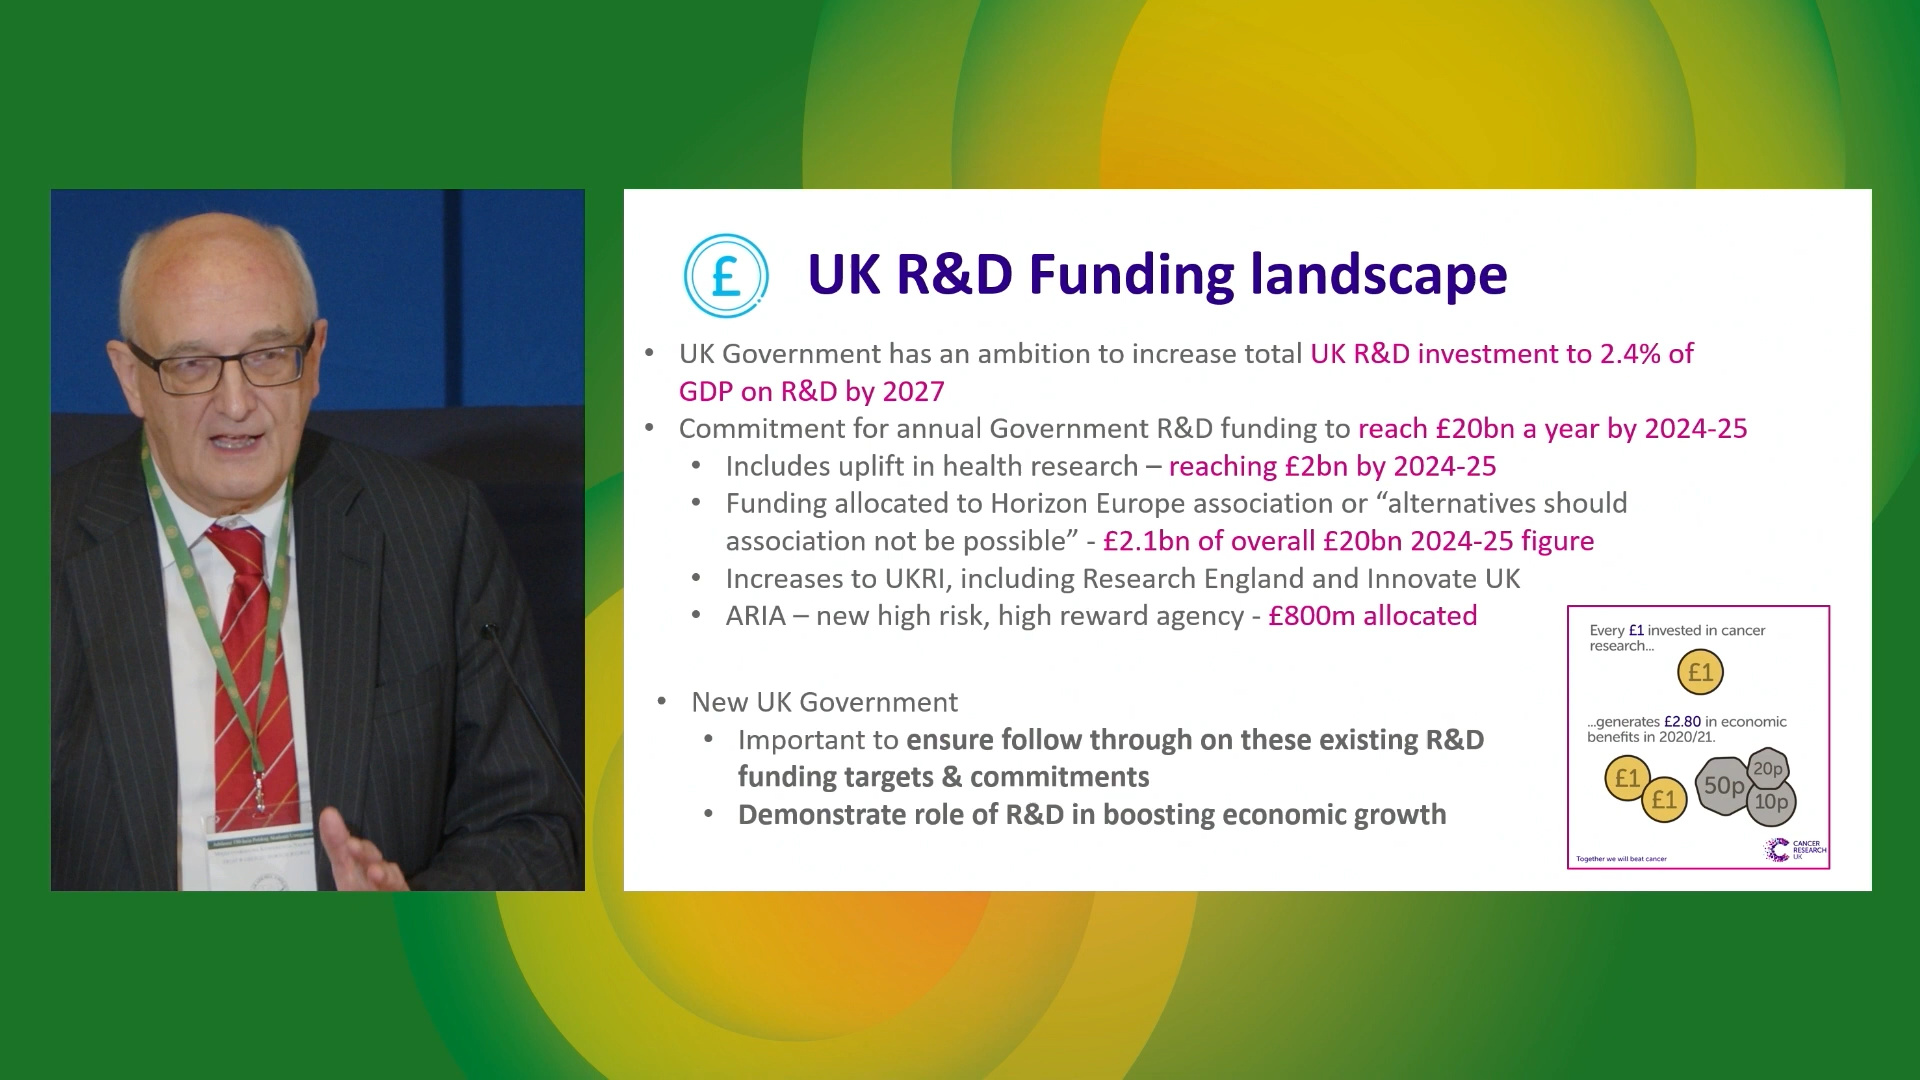 £
UK R&D Funding landscape
• UK Government has an ambition to increase total UK R&D investment to 2.4% of
GDP on R&D by 2027
• Commitment for annual Government R&D funding to reach £20bn a year by 2024-25
• Includes uplift in health research – reaching £2bn by 2024-25
• Funding allocated to Horizon Europe association or “alternatives should
association not be possible” - £2.1bn of overall £20bn 2024-25 figure
• Increases to UKRI, including Research England and Innovate UK
• ARIA – new high risk, high reward agency - £800m allocated
• New UK Government
• Important to ensure follow through on these existing R&D
funding targets & commitments
• Demonstrate role of R&D in boosting economic growth
Every £1 invested in cancer
research...
£1
...generates £2.80 in economic
benefits in 2020/21.
£1
£1
50p
20p
10p
Together we will beat cancer
CANCER
RESEARCH
UK